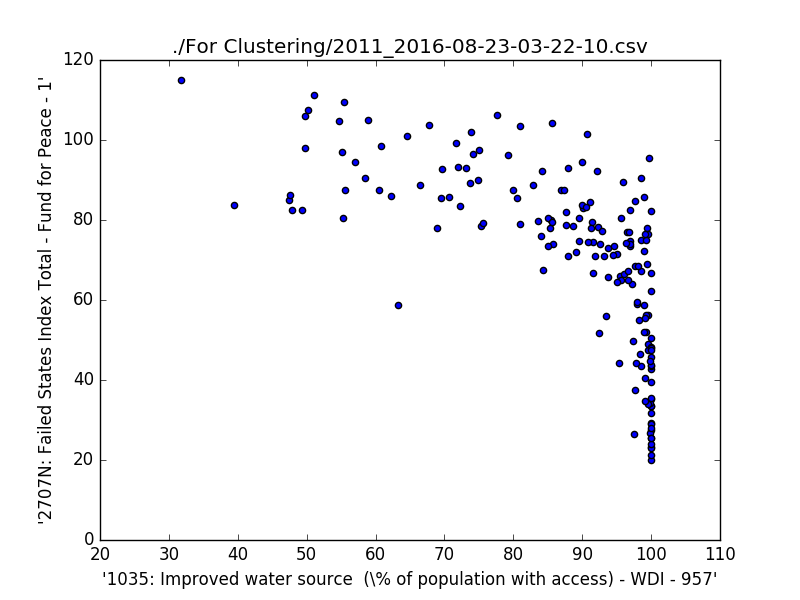 ./For Clustering/2011_2016-08-23-03-22-10.csv
120
100
80
60
40
20
0
'2707N: Failed States Index Total - Fund for Peace - 1'
20 30 40 50 60 70 80 90 100 110
'1035: Improved water source  (\% of population with access) - WDI - 957'